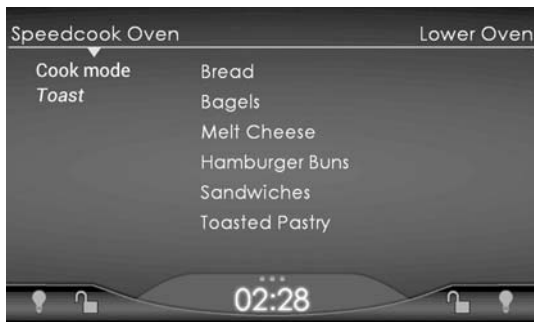 Speedcook Oven Lower Oven
Cook mode
Toast
Bread
Bagels
Melt Cheese
Hamburger Buns
Sandwiches
Toasted Pastry
02:28